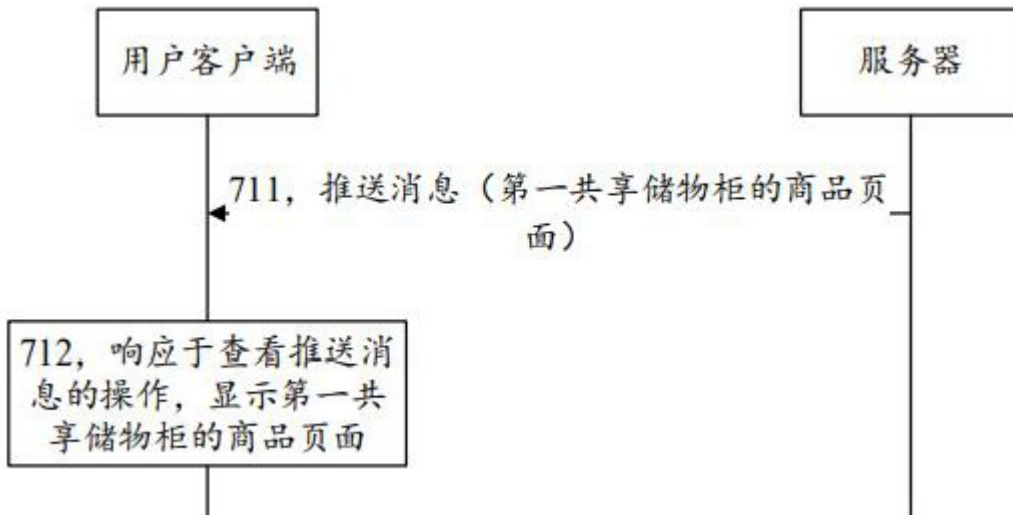 用户客户端
服务器
711，推送消息（第一共享储物柜的商品页
面）
712，响应于查看推送消
息的操作，显示第一共
享储物柜的商品页面